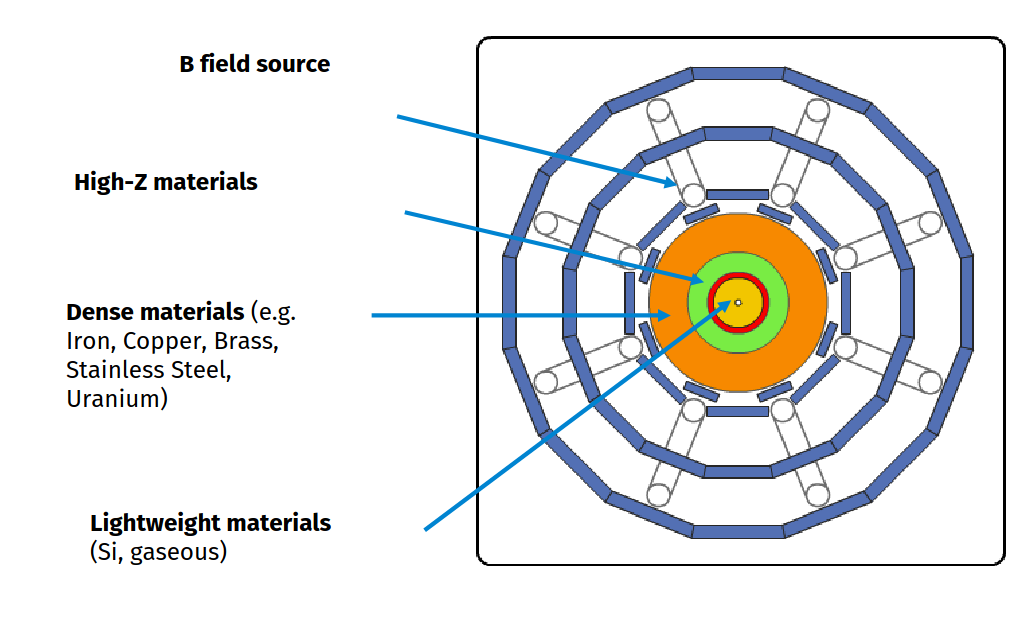 B field source
High-Z materials
Dense materials (e.g.
Iron, Copper, Brass,
Stainless Steel,
Uranium)
Lightweight materials
(Si, gaseous)